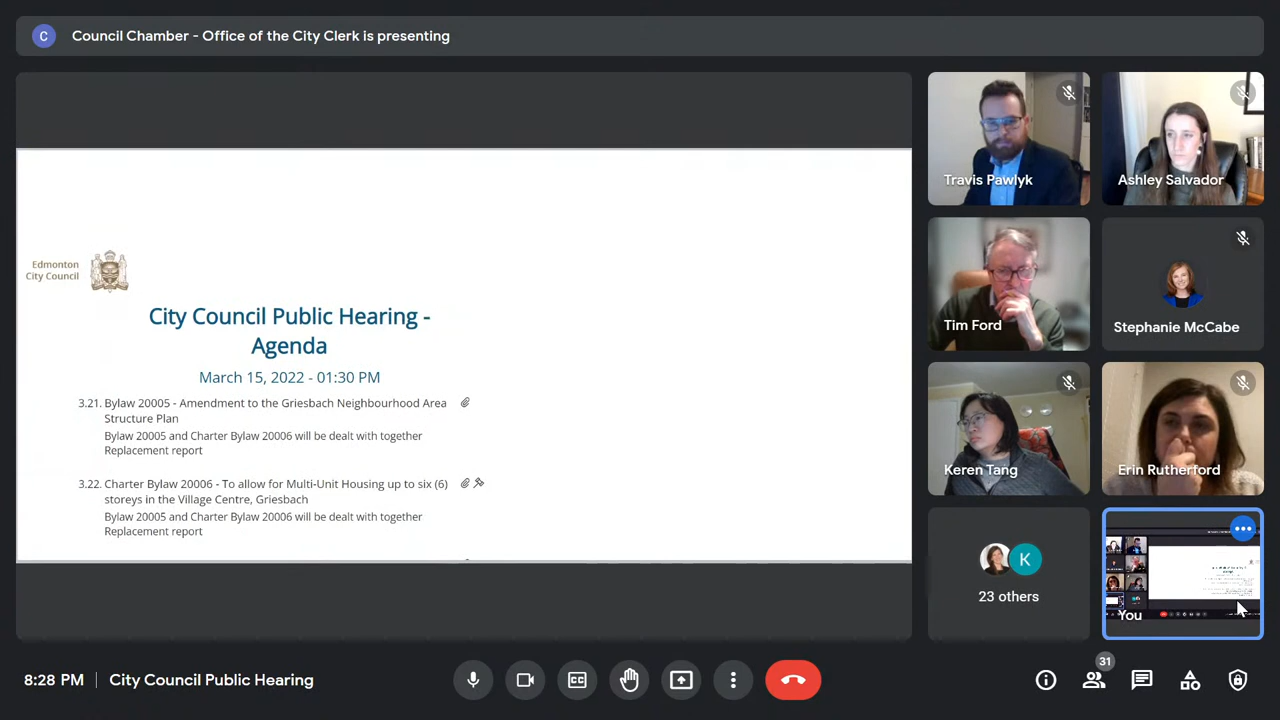 C
Council Chamber - Office of the City Clerk is presenting
Edmonton
City Council
City Council Public Hearing -
Agenda
March 15, 2022 - 01:30 PM
3.21. Bylaw 20005 - Amendment to the Griesbach Neighbourhood Area
Structure Plan
Bylaw 20005 and Charter Bylaw 20006 will be dealt with together
Replacement report
3.22. Charter Bylaw 20006 - To allow for Multi-Unit Housing up to six (6)
storeys in the Village Centre, Griesbach
Bylaw 20005 and Charter Bylaw 20006 will be dealt with together
Replacement report
Travis Pawlyk
Ashley Salvador
Tim Ford
Stephanie McCabe
Keren Tang
Erin Rutherford
K
23 others
You
8:28 PM
City Council Public Hearing
CC
31